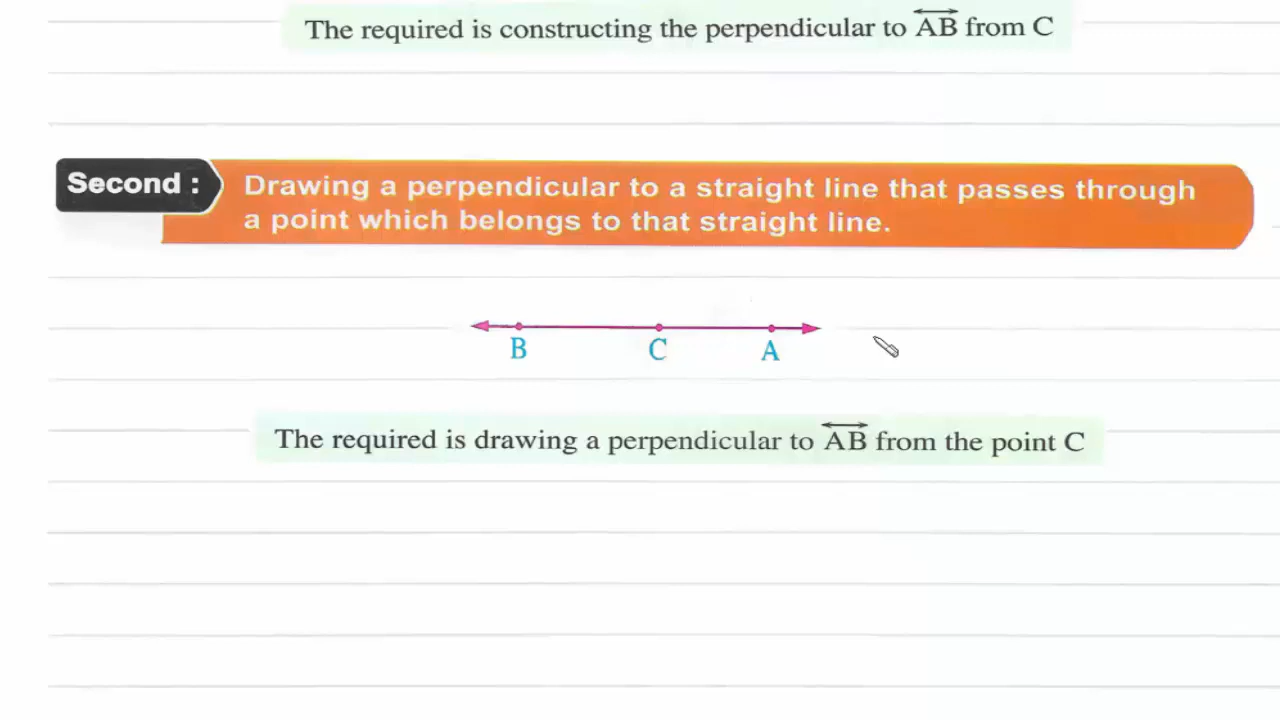 The required is constructing the perpendicular to AB from C
Second :
Drawing a perpendicular to a straight line that passes through
a point which belongs to that straight line.
B C A
The required is drawing a perpendicular to AB from the point C